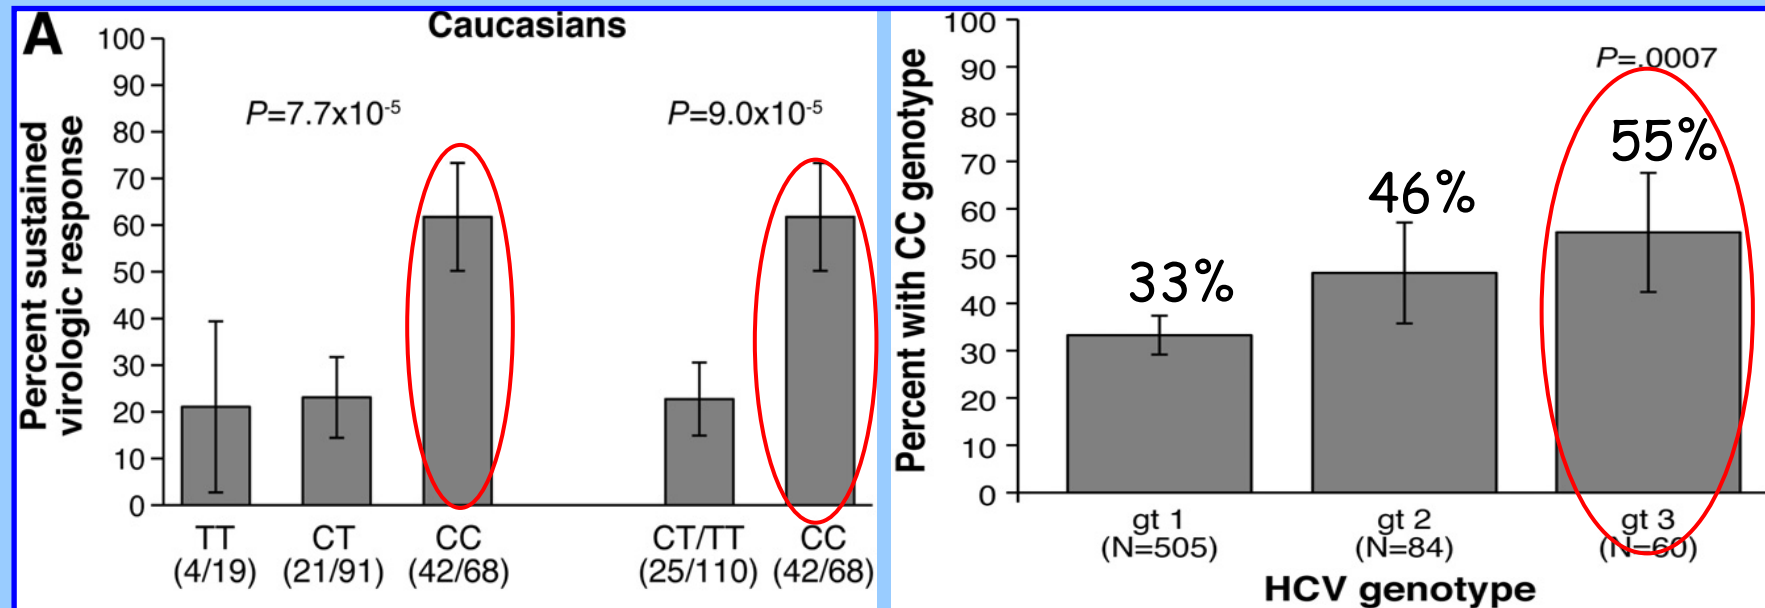 A
Caucasians
Percent sustained
virologic response
100
90
80
70
60
50
40
30
20
10
0
P=7.7x10⁻⁵
P=9.0x10⁻⁵
TT
(4/19)
CT
(21/91)
CC
(42/68)
CT/TT
(25/110)
CC
(42/68)
Percent with CC genotype
100
90
80
70
60
50
40
30
20
10
0
P=.0007
33%
46%
55%
gt 1
(N=505)
gt 2
(N=84)
gt 3
(N=60)
HCV genotype